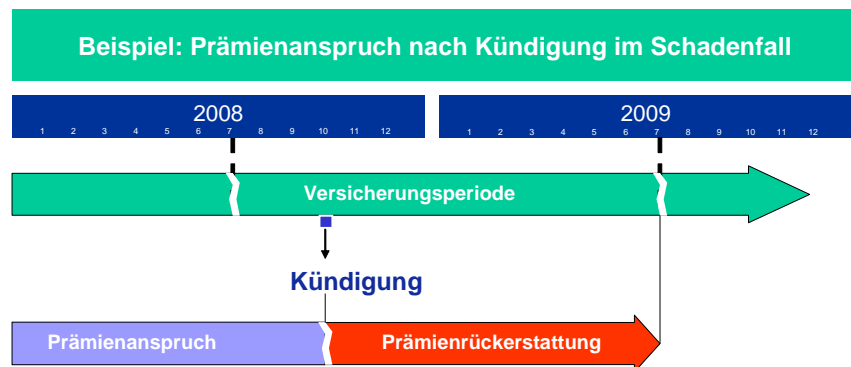 Beispiel: Prämienanspruch nach Kündigung im Schadenfall
2008
1 2 3 4 5 6 7 8 9 10 11 12
2009
1 2 3 4 5 6 7 8 9 10 11 12
Versicherungsperiode
Kündigung
Prämienanspruch
Prämienrückerstattung